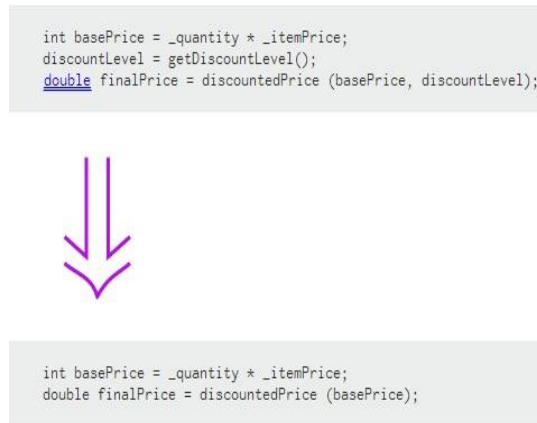 int basePrice = _quantity * _itemPrice;
discountLevel = getDiscountLevel();
double finalPrice = discountedPrice (basePrice, discountLevel);
int basePrice = _quantity * _itemPrice;
double finalPrice = discountedPrice (basePrice);